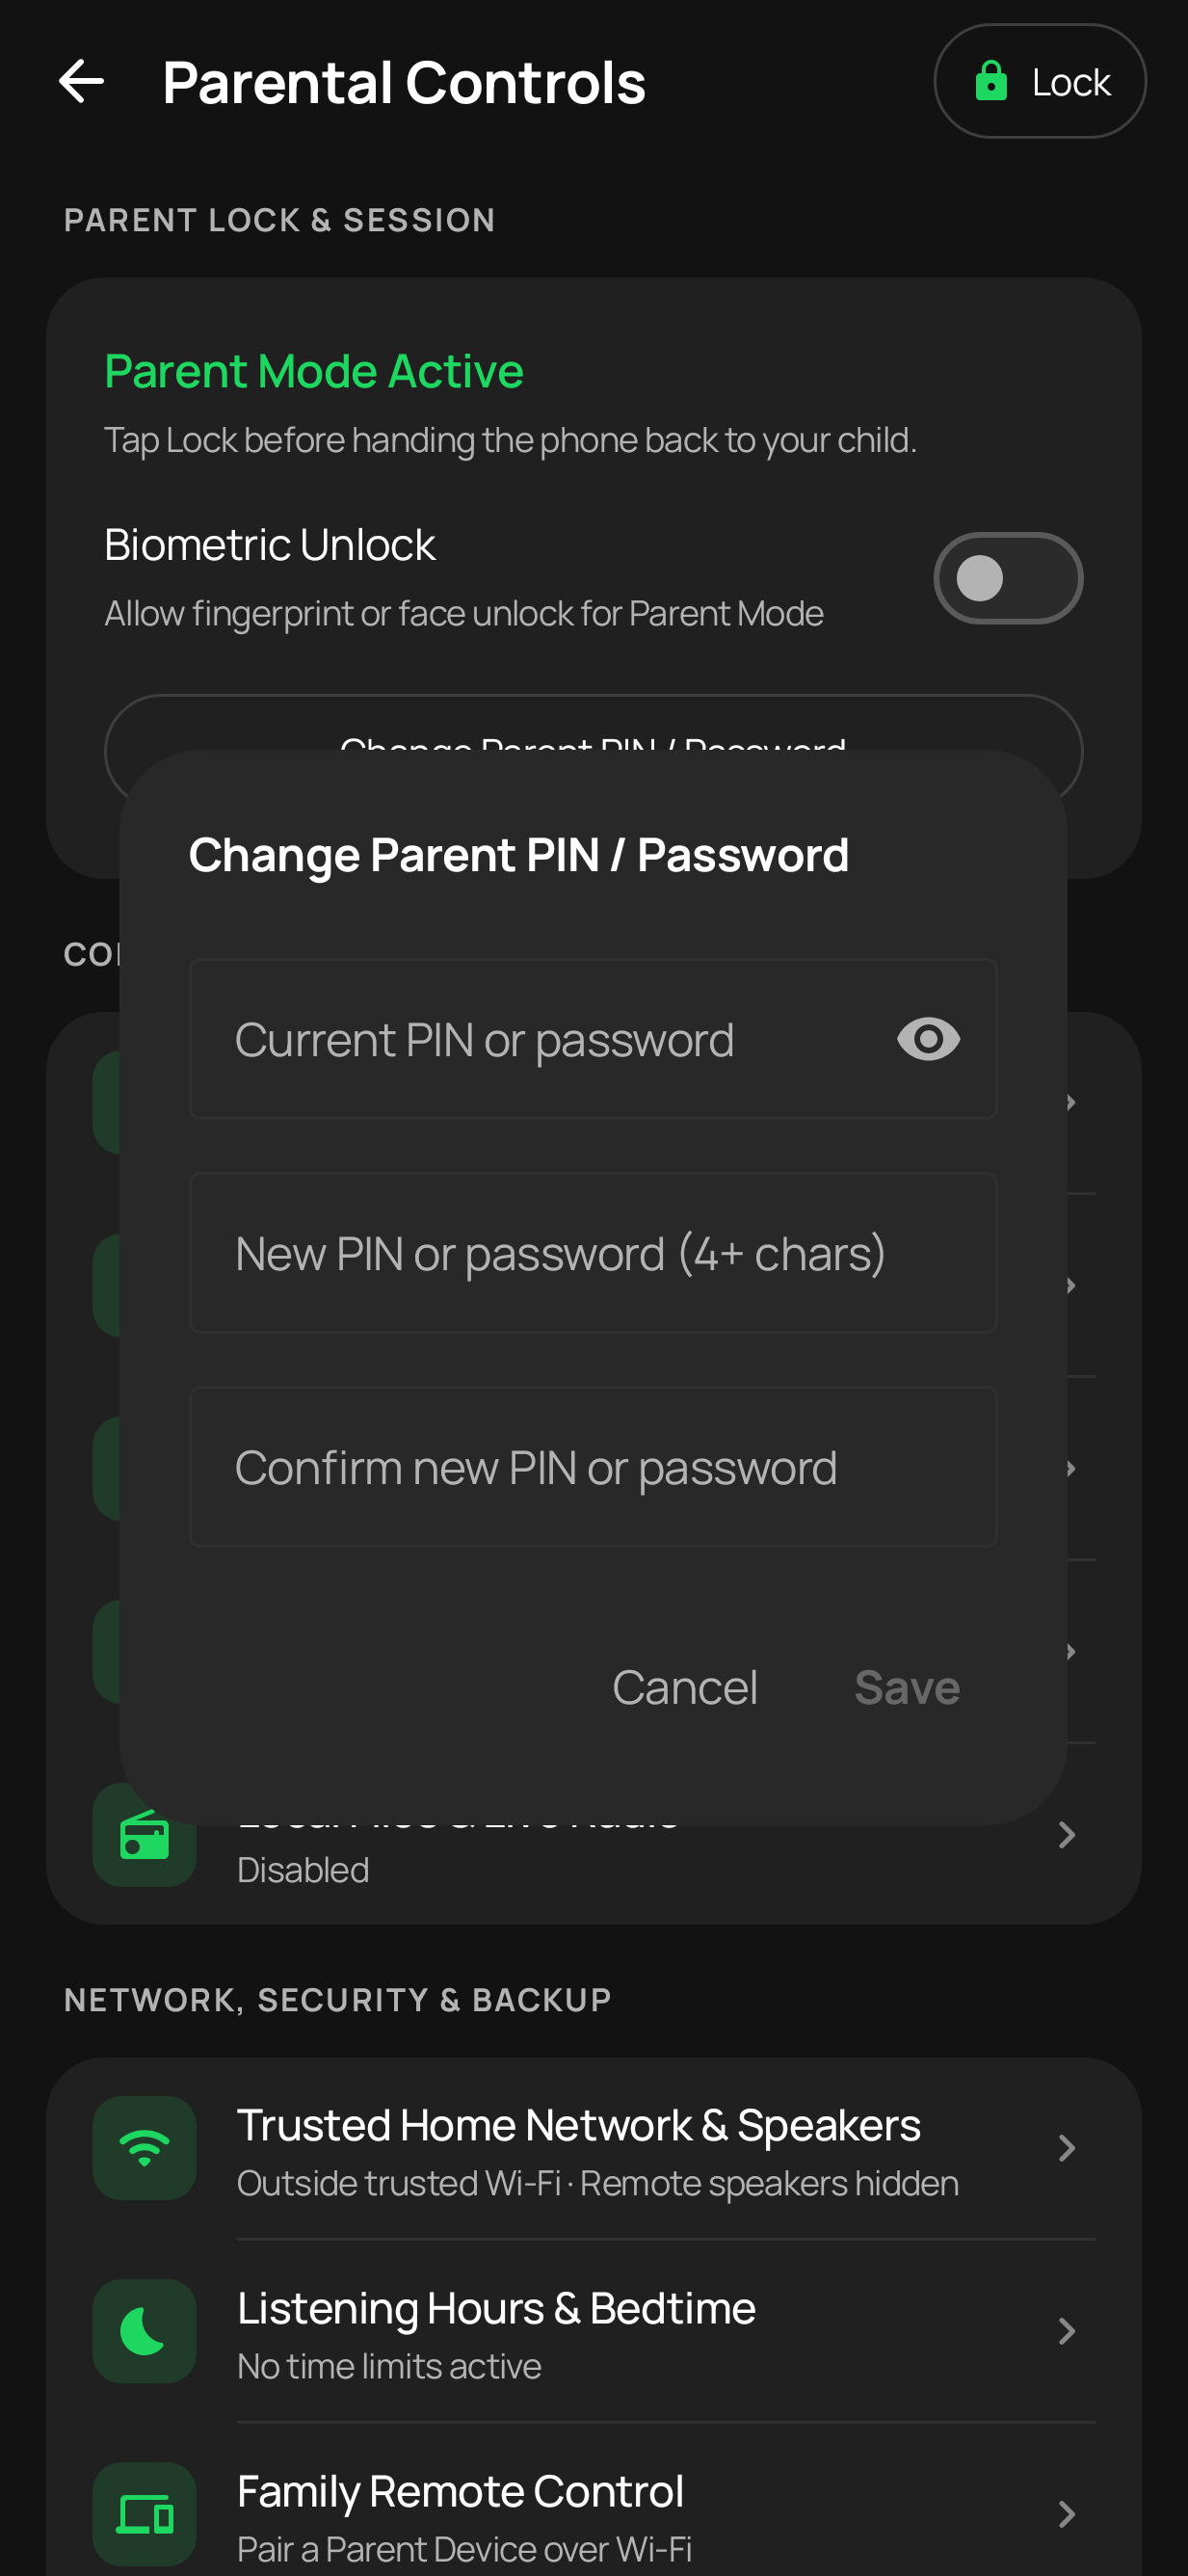 Parental Controls
Lock
PARENT LOCK & SESSION
Parent Mode Active
Tap Lock before handing the phone back to your child.
Biometric Unlock
Allow fingerprint or face unlock for Parent Mode
Change Parent PIN / Password
Change Parent PIN / Password
Current PIN or password
New PIN or password (4+ chars)
Confirm new PIN or password
Cancel
Save
Disabled
NETWORK, SECURITY & BACKUP
Trusted Home Network & Speakers
Outside trusted Wi-Fi · Remote speakers hidden
Listening Hours & Bedtime
No time limits active
Family Remote Control
Pair a Parent Device over Wi-Fi